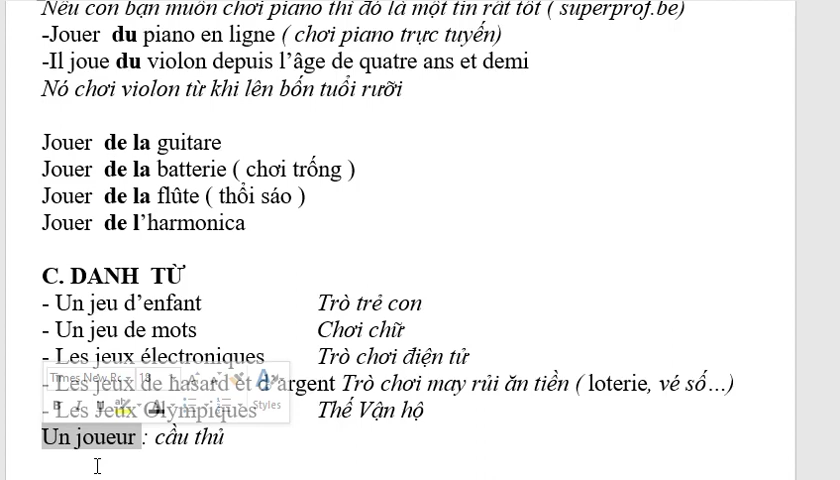 Nếu con bạn muốn chơi piano thì đó là một tin rất tốt ( superprof.be)
-Jouer du piano en ligne ( chơi piano trực tuyến)
-Il joue du violon depuis l’âge de quatre ans et demi
Nó chơi violon từ khi lên bốn tuổi rưỡi
Jouer de la guitare
Jouer de la batterie ( chơi trống )
Jouer de la flûte ( thổi sáo )
Jouer de l’harmonica
C. DANH TỪ
- Un jeu d’enfant Trò trẻ con
- Un jeu de mots Chơi chữ
- Les jeux électroniques Trò chơi điện tử
- Les jeux de hasard et d’argent Trò chơi may rủi ăn tiền ( loterie, vé số…)
- Les Jeux Olympiques Thế Vận hộ
Styles
Un joueur : cầu thủ